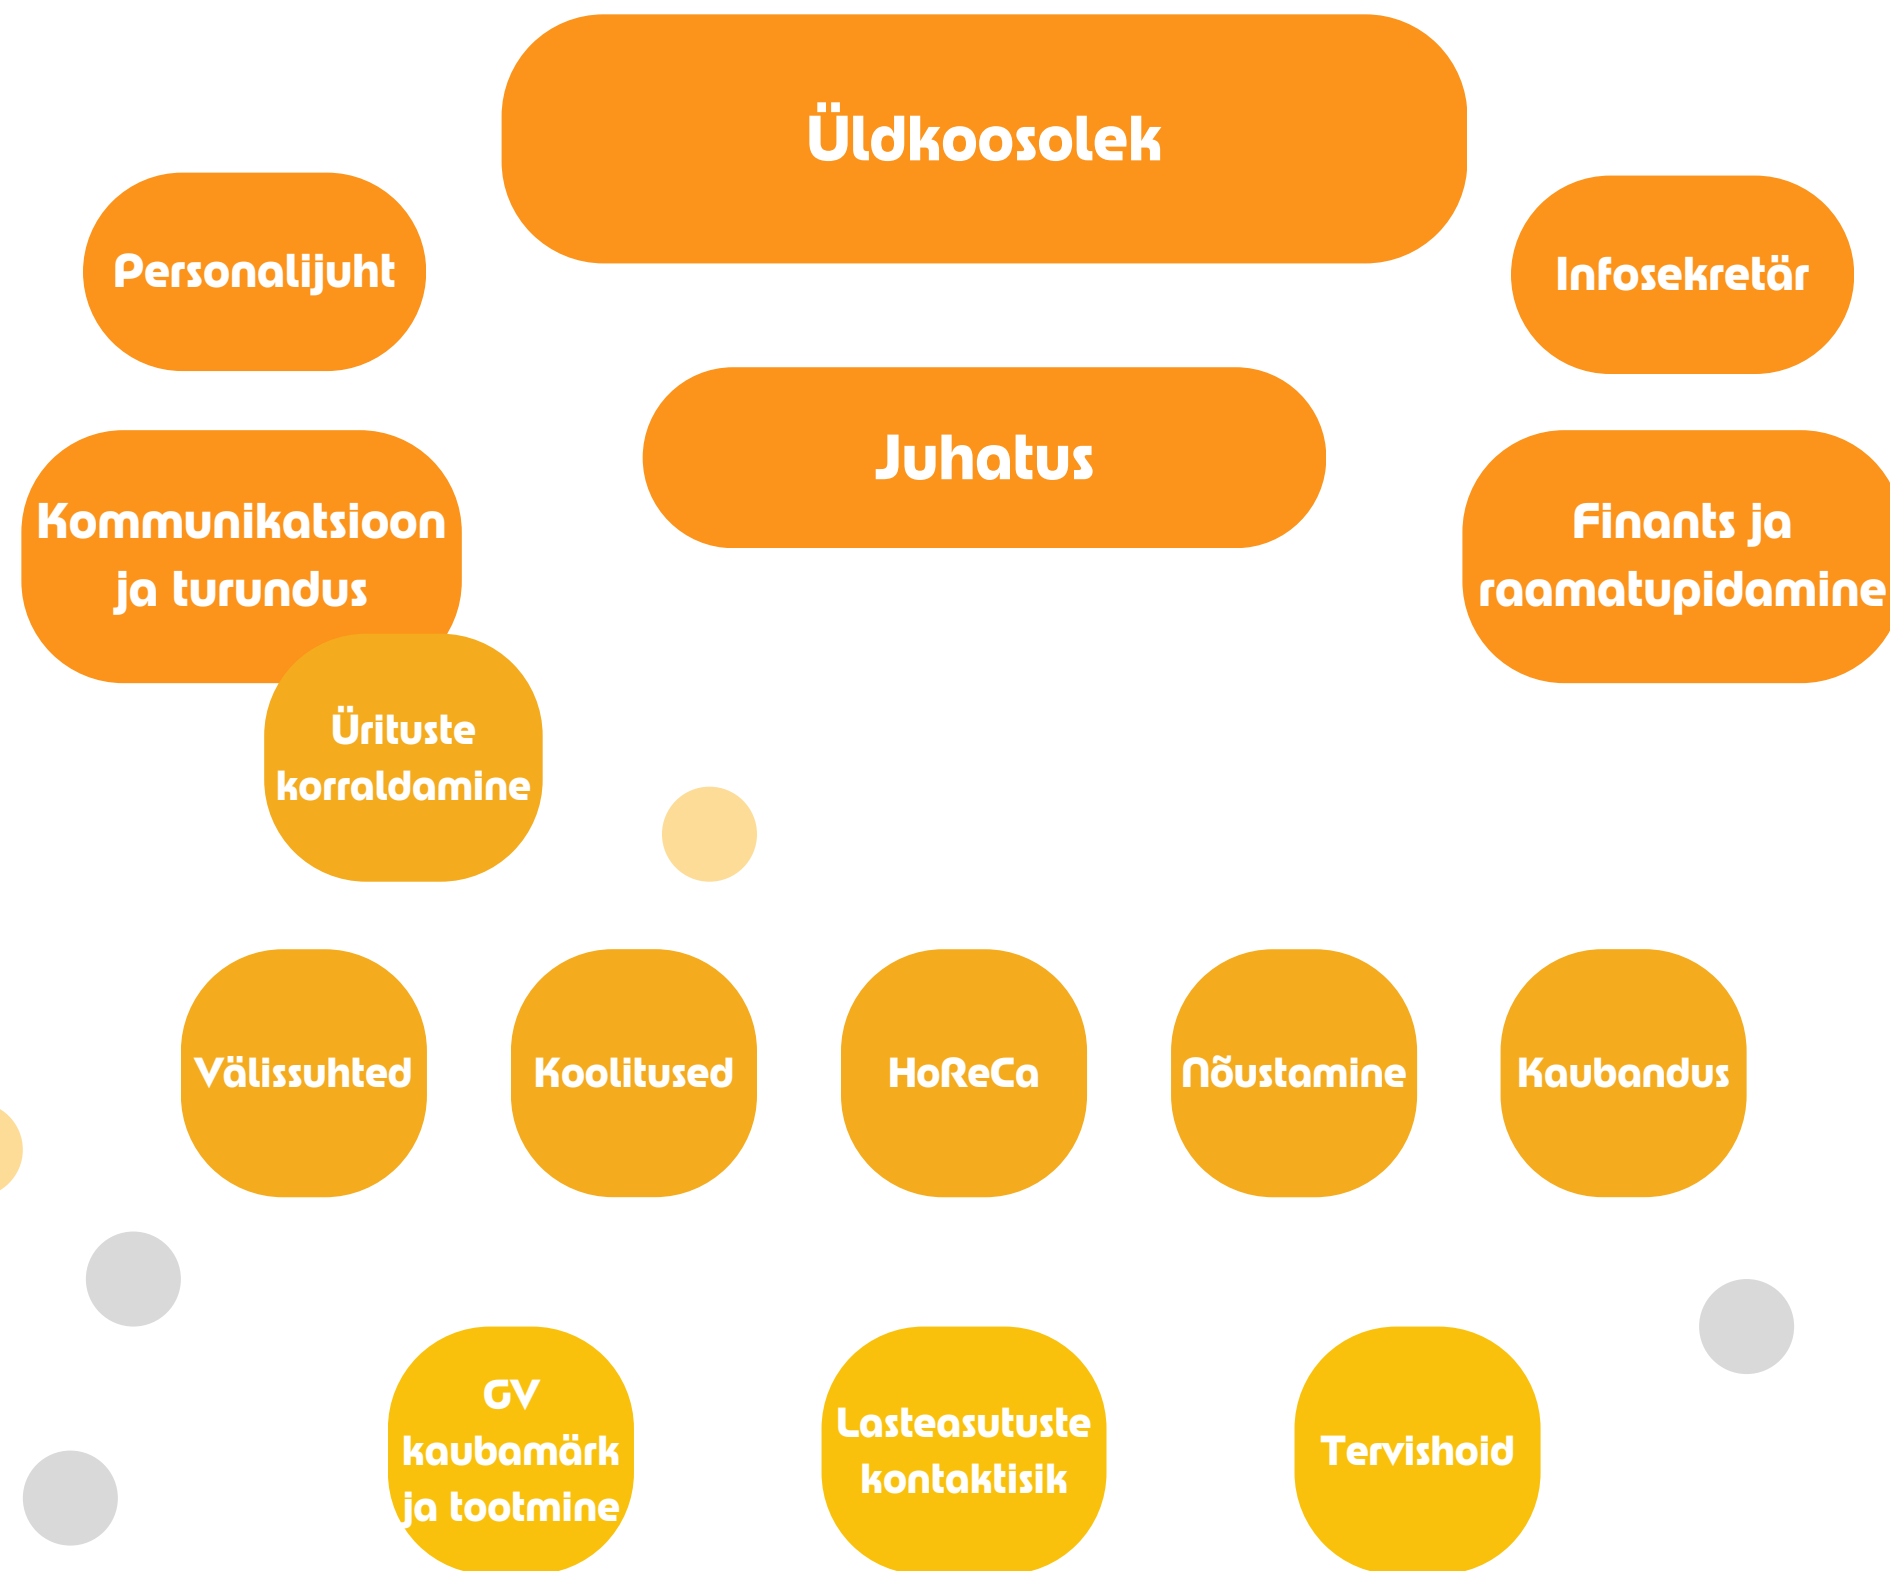 Üldkoosolek
Personalijuht
Infosekretär
Juhatus
Kommunikatsioon
ja turundus
Finants ja
raamatupidamine
Ürituste
korraldamine
Välissuhted
Koolitused
HoReCa
Nõustamine
Kaubandus
GV
kaubamärk
ja tootmine
Lasteasutuste
kontaktisik
Tervishoid